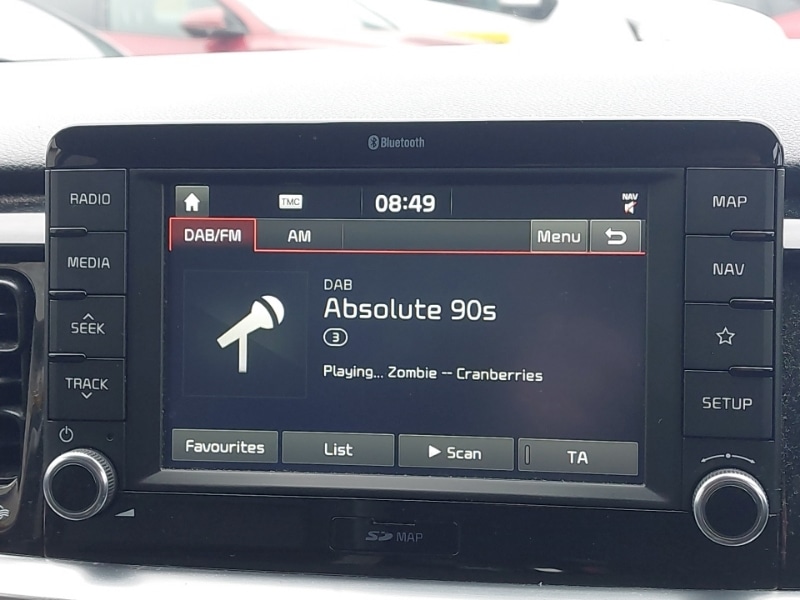 Bluetooth
RADIO
MEDIA
SEEK
TRACK
TMC
08:49
NAV
DAB/FM
AM
Menu
DAB
Absolute 90s
3
Playing... Zombie -- Cranberries
Favourites
List
Scan
TA
MAP
NAV
SETUP
SD MAP